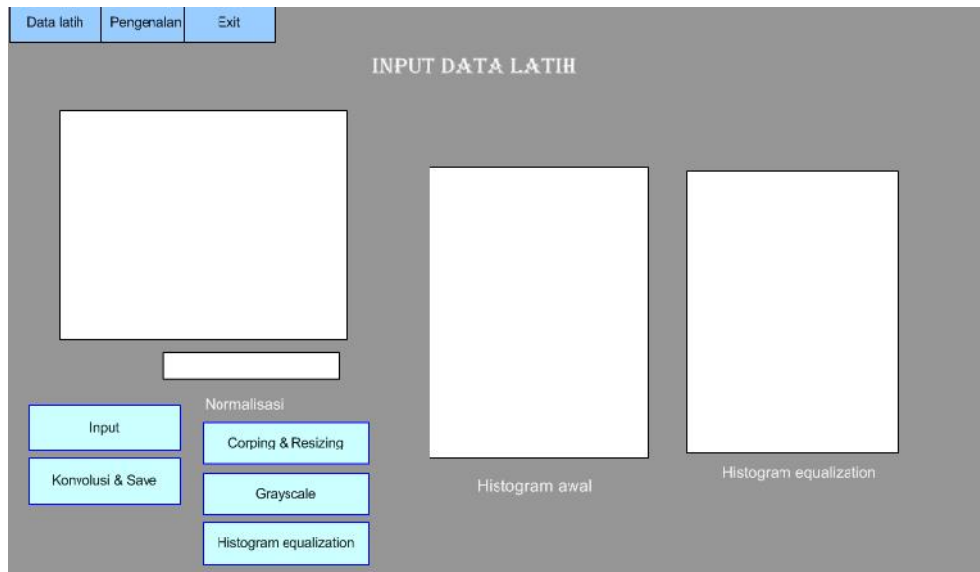 Data latih
Pengenalan
Exit
INPUT DATA LATIH
Normalisasi
Input
Corping & Resizing
Konvolusi & Save
Grayscale
Histogram equalization
Histogram awal
Histogram equalization